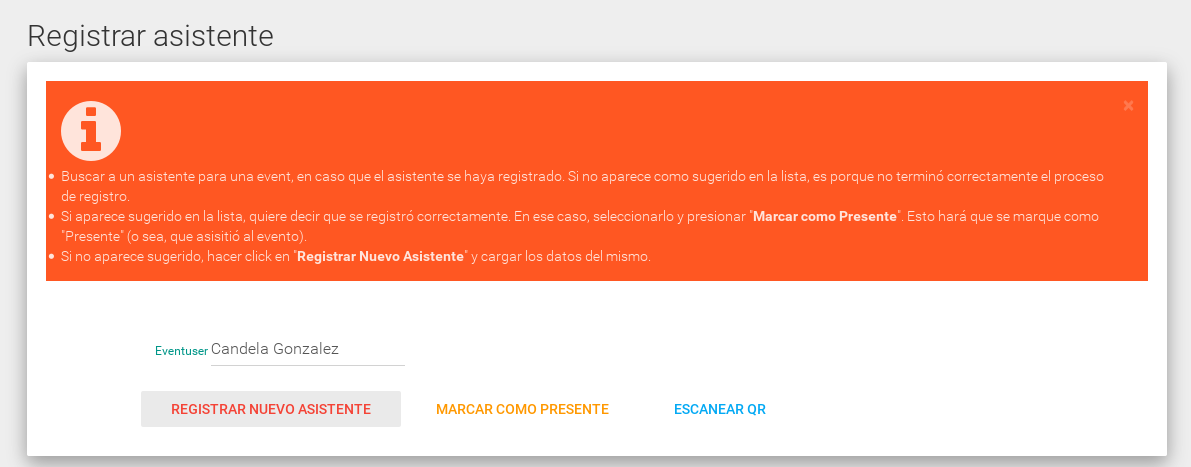 Registrar asistente
×
Buscar a un asistente para una event, en caso que el asistente se haya registrado. Si no aparece como sugerido en la lista, es porque no terminó correctamente el proceso
de registro.
Si aparece sugerido en la lista, quiere decir que se registró correctamente. En ese caso, seleccionarlo y presionar "Marcar como Presente". Esto hará que se marque como
"Presente" (o sea, que asisitió al evento).
Si no aparece sugerido, hacer click en "Registrar Nuevo Asistente" y cargar los datos del mismo.
Eventuser Candela Gonzalez
REGISTRAR NUEVO ASISTENTE MARCAR COMO PRESENTE ESCANEAR QR